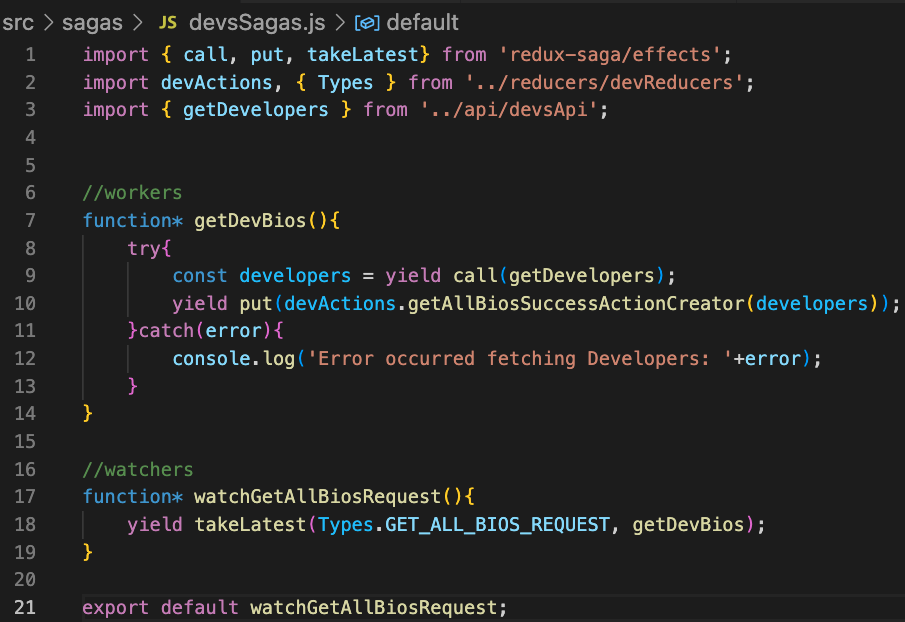 src > sagas > JS devsSagas.js > default
1 import { call, put, takeLatest} from 'redux-saga/effects';
2 import devActions, { Types } from '../reducers/devReducers';
3 import { getDevelopers } from '../api/devsApi';
4
5
6 //workers
7 function* getDevBios(){
8     try{
9         const developers = yield call(getDevelopers);
10         yield put(devActions.getAllBiosSuccessActionCreator(developers));
11     }catch(error){
12         console.log('Error occurred fetching Developers: '+error);
13     }
14 }
15
16 //watchers
17 function* watchGetAllBiosRequest(){
18     yield takeLatest(Types.GET_ALL_BIOS_REQUEST, getDevBios);
19 }
20
21 export default watchGetAllBiosRequest;